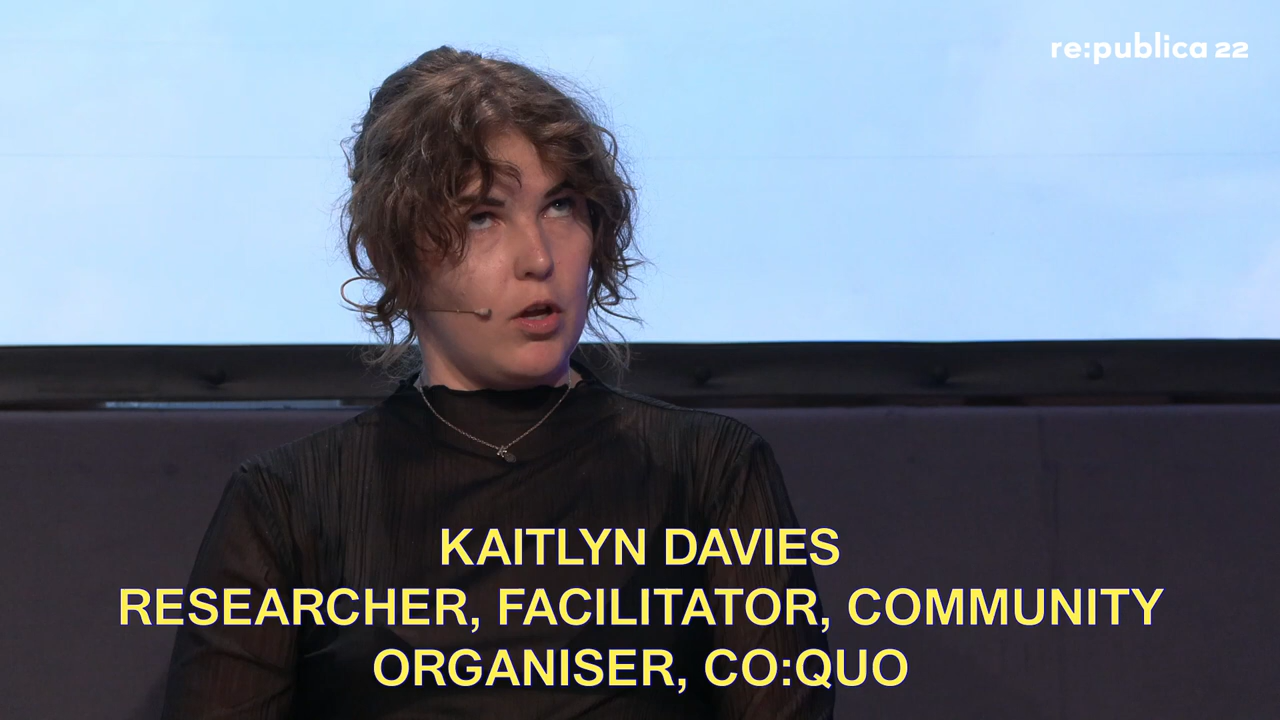 re:publica 22
KAITLYN DAVIES
RESEARCHER, FACILITATOR, COMMUNITY
ORGANISER, CO:QUO